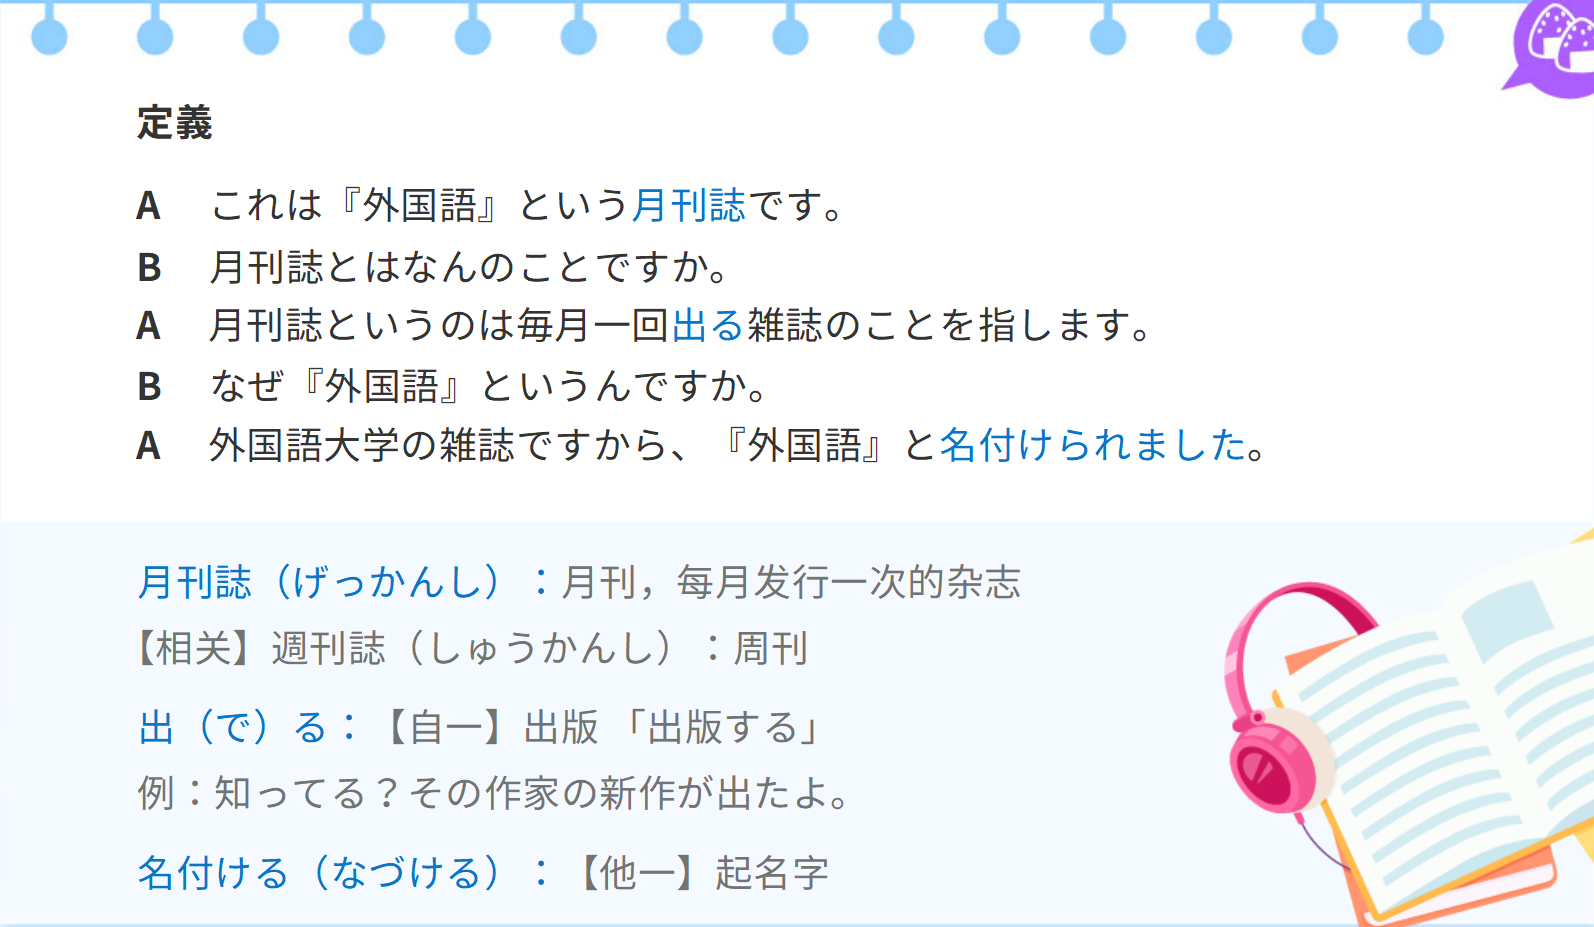 定義
A これは『外国語』という月刊誌です。
B 月刊誌とはなんのことですか。
A 月刊誌というのは毎月一回出る雑誌のことを指します。
B なぜ『外国語』というんですか。
A 外国語大学の雑誌ですから、『外国語』と名付けられました。
月刊誌（げっかんし）：月刊，每月发行一次的杂志
【相关】週刊誌（しゅうかんし）：周刊
出（で）る：【自一】出版 「出版する」
例：知ってる？その作家の新作が出たよ。
名付ける（なづける）：【他一】起名字